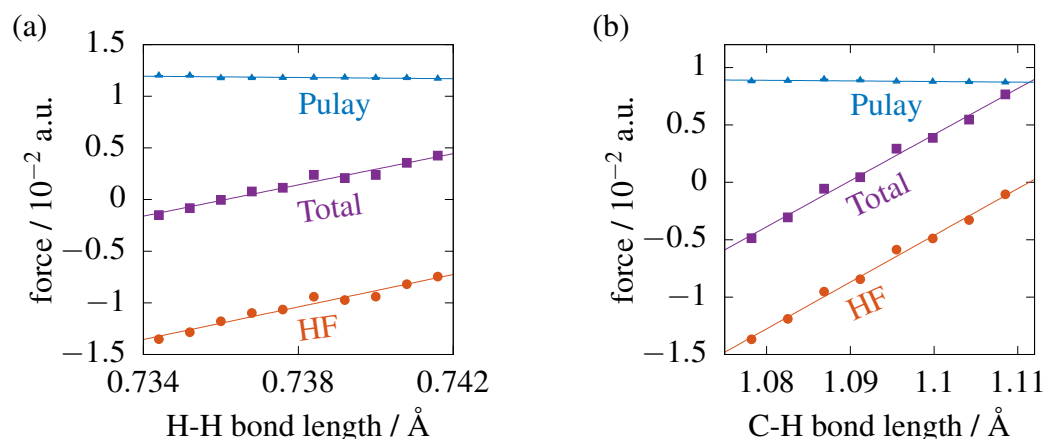 (a)
force / 10⁻² a.u.
1.5
1
0.5
0
−0.5
−1
−1.5
Pulay
Total
HF
0.734
0.738
0.742
H-H bond length / Å
(b)
force / 10⁻² a.u.
1
0.5
0
−0.5
−1
−1.5
Pulay
Total
HF
1.08
1.09
1.1
1.11
C-H bond length / Å